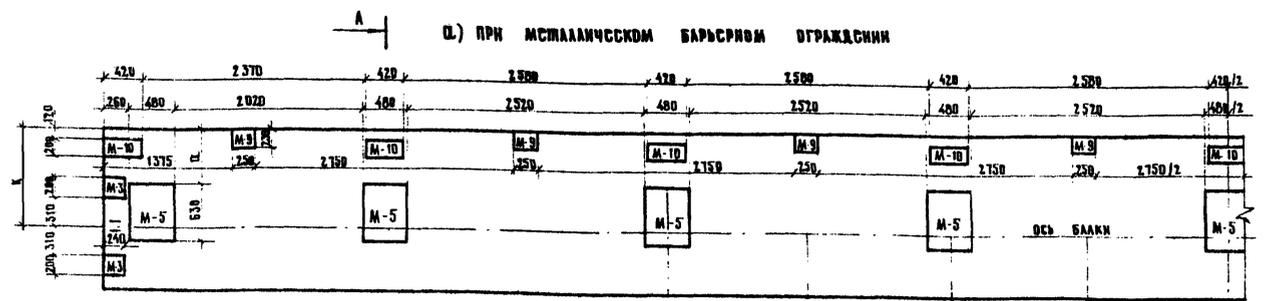 А
а) ПРИ МЕТАЛЛИЧЕСКОМ БАРЬЕРНОМ ОГРАЖДЕНИИ
420 2370 420 2580 420 2580 420 2580 420/2
260 480 2020 480 2520 480 2520 480 2520 480/2
120
М-10 М-9 М-10 М-9 М-10 М-9 М-10 М-9 М-10
1375 250 2750 250 2750 250 2750 250 2750/2
К
М-3
М-5 М-5 М-5 М-5 М-5
310
630
240
310
ОСЬ БАЛКИ
200
М-3